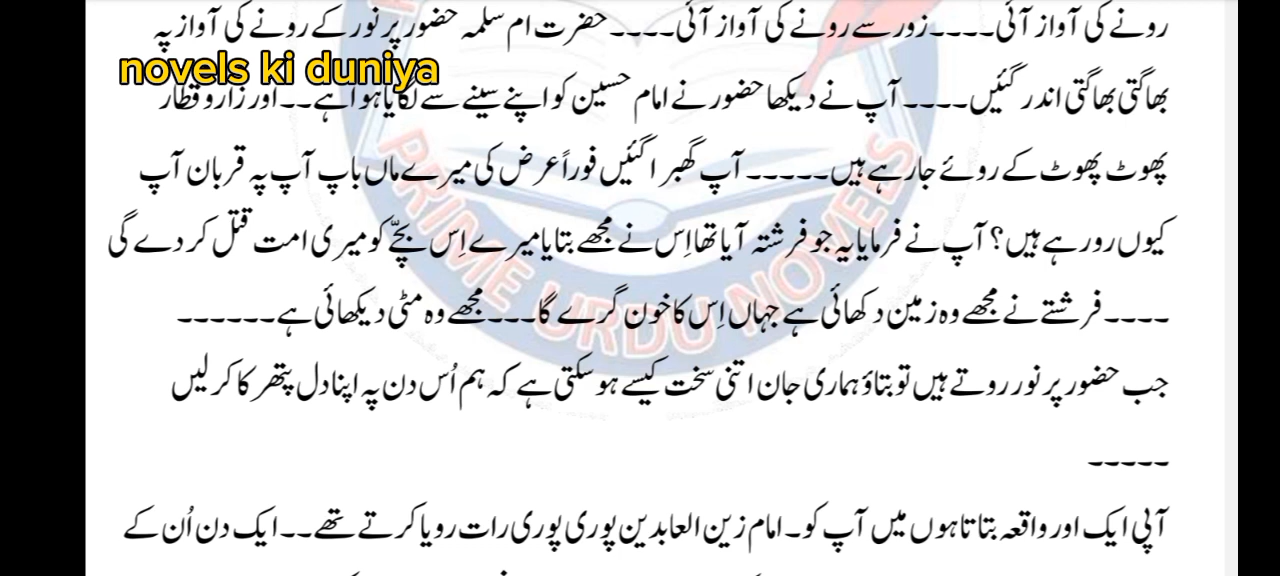 رونے کی آواز آئی۔۔۔۔زور سے رونے کی آواز آئی۔۔۔۔حضرت ام سلمہ حضور پر نور کے رونے کی آواز پہ
novels ki duniya
بھاگتی بھاگتی اندر گئیں۔۔۔۔آپ نے دیکھا حضور نے امام حسین کو اپنے سینے سے لگایا ہوا ہے۔۔اور زار و قطار
پھوٹ پھوٹ کے روئے جا رہے ہیں۔۔۔۔۔آپ گھبرا گئیں فوراً عرض کی میرے ماں باپ آپ پہ قربان آپ
کیوں رو رہے ہیں؟ آپ نے فرمایا یہ جو فرشتہ آیا تھا اِس نے مجھے بتایا میرے اِس بچّے کو میری امت قتل کر دے گی
۔۔۔۔فرشتے نے مجھے وہ زمین دکھائی ہے جہاں اِس کا خون گرے گا۔۔۔مجھے وہ مٹی دیکھائی ہے۔۔۔۔۔۔
جب حضور پر نور روتے ہیں تو بتاؤ ہماری جان اتنی سخت کیسے ہو سکتی ہے کہ ہم اُس دن پہ اپنا دل پتھر کا کر لیں
۔۔۔۔۔
آپی ایک اور واقعہ بتاتا ہوں میں آپ کو۔امام زین العابدین پوری پوری رات رویا کرتے تھے۔۔ایک دن اُن کے
PRIME URDU NOVELS